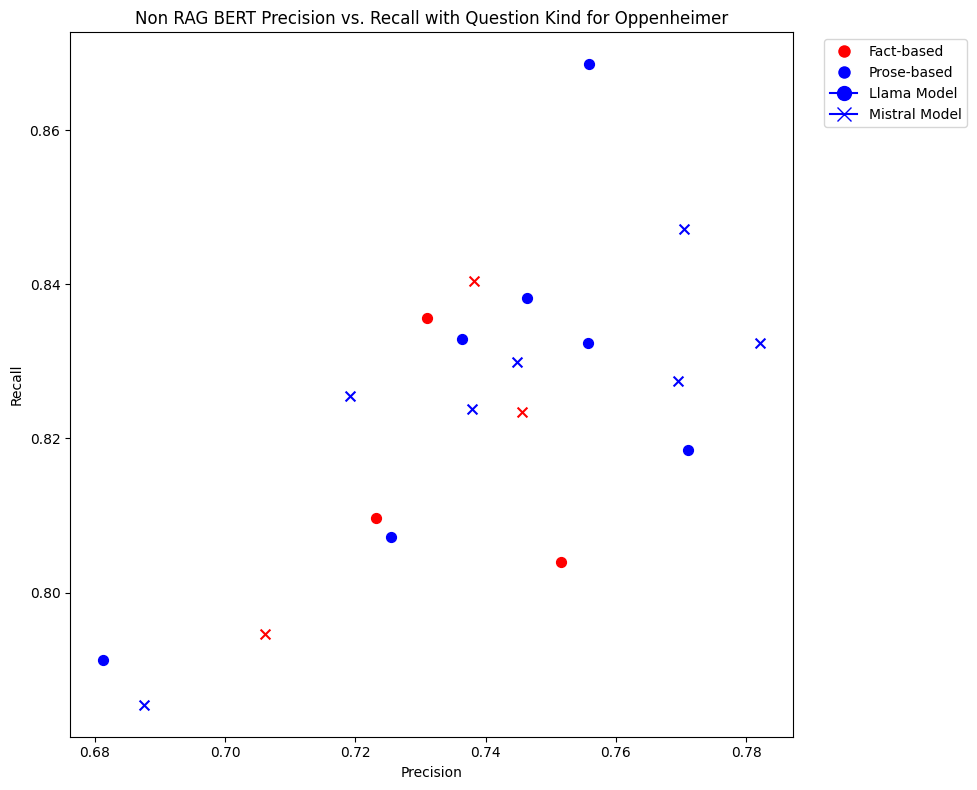 Non RAG BERT Precision vs. Recall with Question Kind for Oppenheimer
Fact-based
Prose-based
Llama Model
Mistral Model
0.86
0.84
0.82
0.80
Recall
0.68 0.70 0.72 0.74 0.76 0.78
Precision